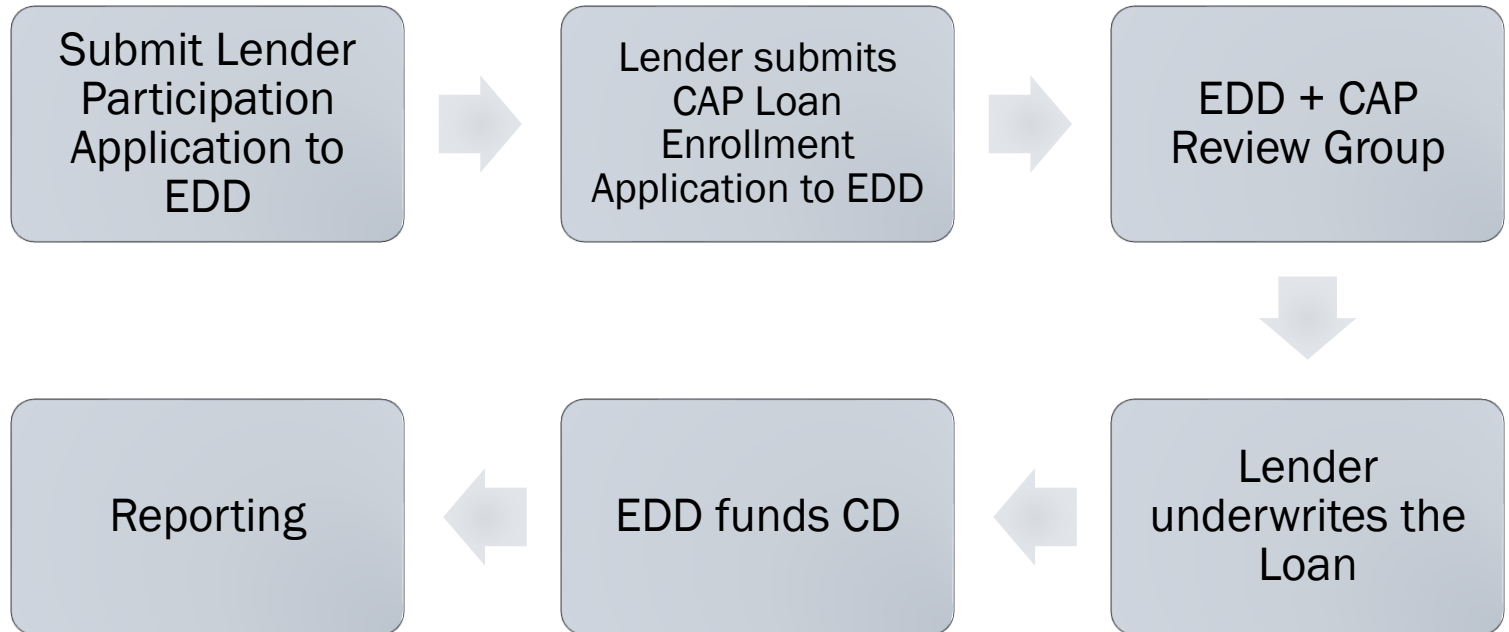 Submit Lender
Participation
Application to
EDD
Lender submits
CAP Loan
Enrollment
Application to EDD
EDD + CAP
Review Group
Lender
underwrites the
Loan
EDD funds CD
Reporting